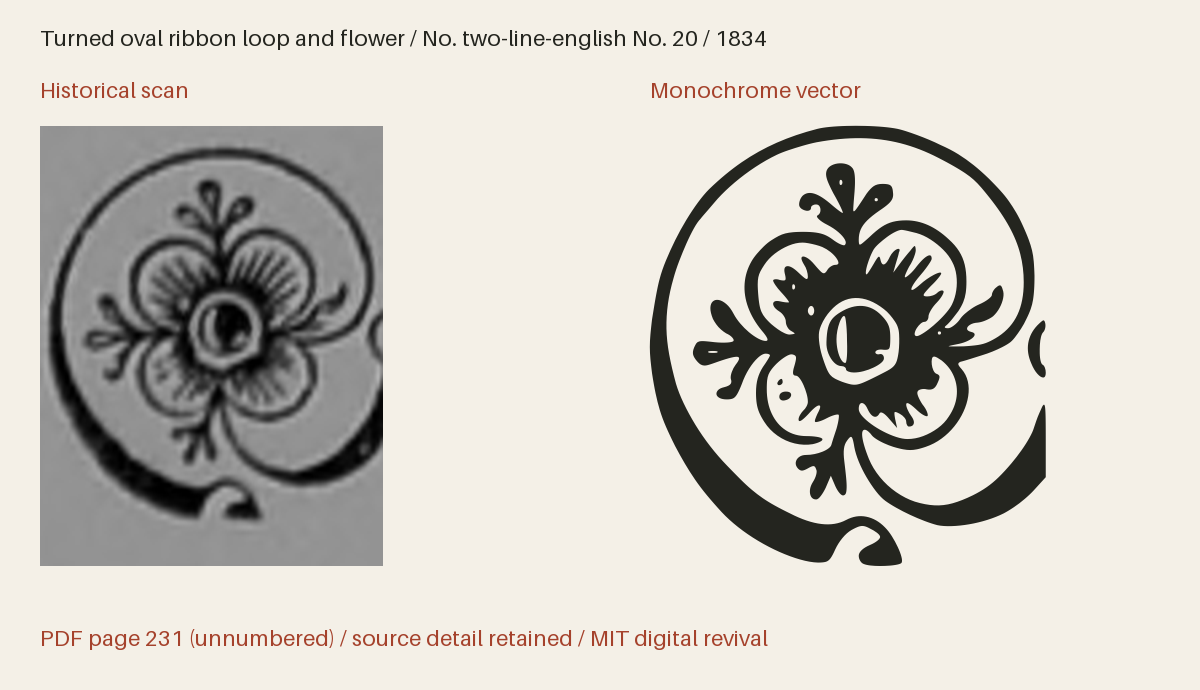 Turned oval ribbon loop and flower / No. two-line-english No. 20 / 1834
Historical scan
Monochrome vector
PDF page 231 (unnumbered) / source detail retained / MIT digital revival